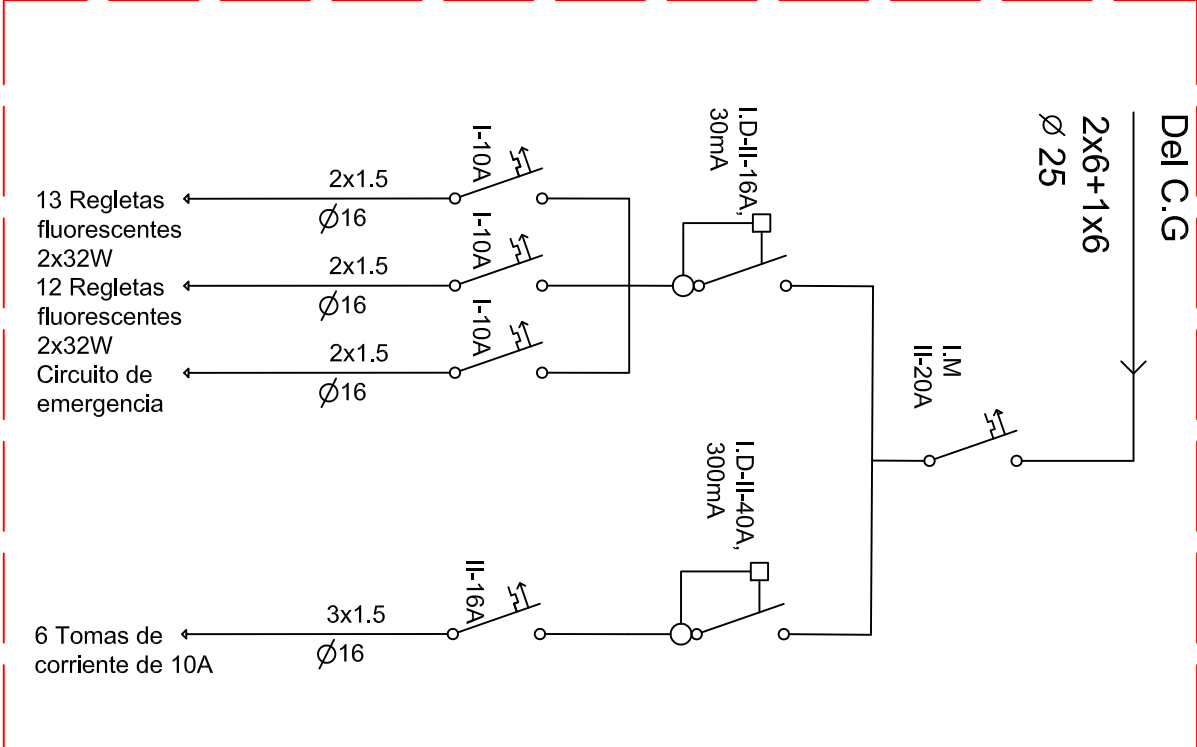 Del C.G
2x6+1x6
Ø 25
I.M
II-20A
I.D-II-16A,
30mA
I-10A
2x1.5
Ø16
13 Regletas
fluorescentes
2x32W
I-10A
2x1.5
Ø16
12 Regletas
fluorescentes
2x32W
I-10A
2x1.5
Ø16
Circuito de
emergencia
I.D-II-40A,
300mA
II-16A
3x1.5
Ø16
6 Tomas de
corriente de 10A